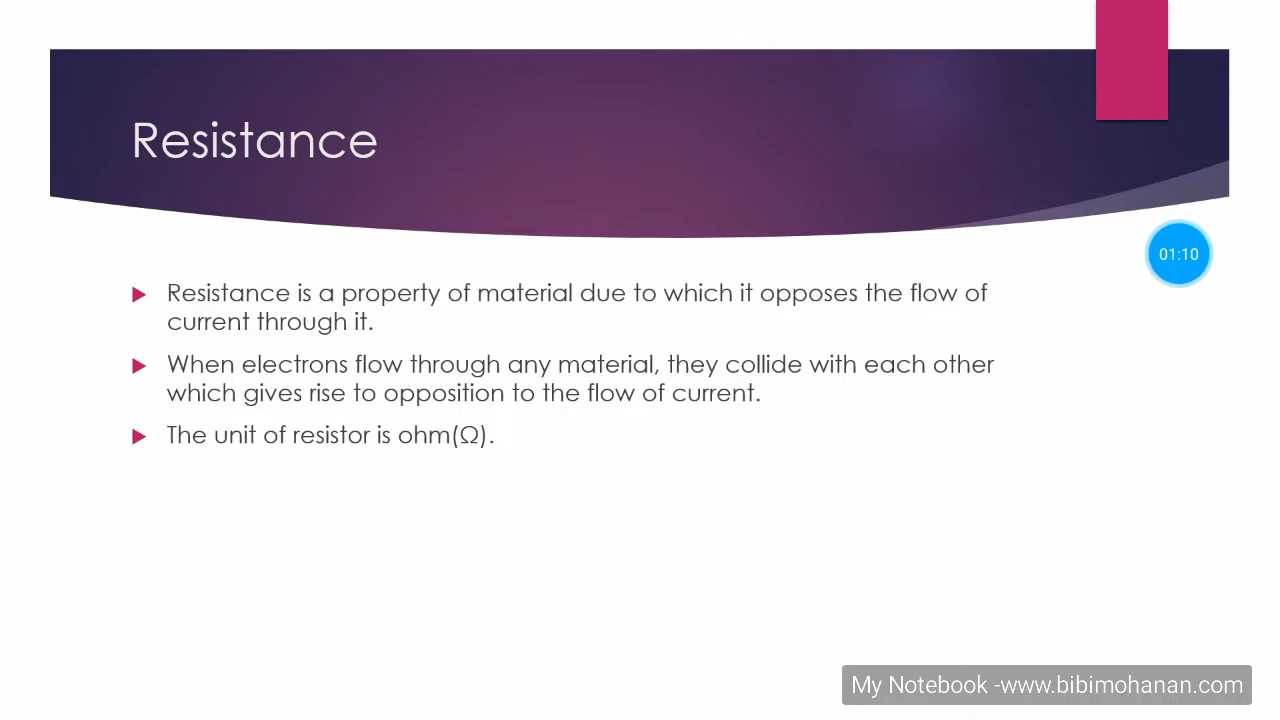 Resistance
01:10
Resistance is a property of material due to which it opposes the flow of
current through it.
When electrons flow through any material, they collide with each other
which gives rise to opposition to the flow of current.
The unit of resistor is ohm(Ω).
My Notebook -www.bibimohanan.com